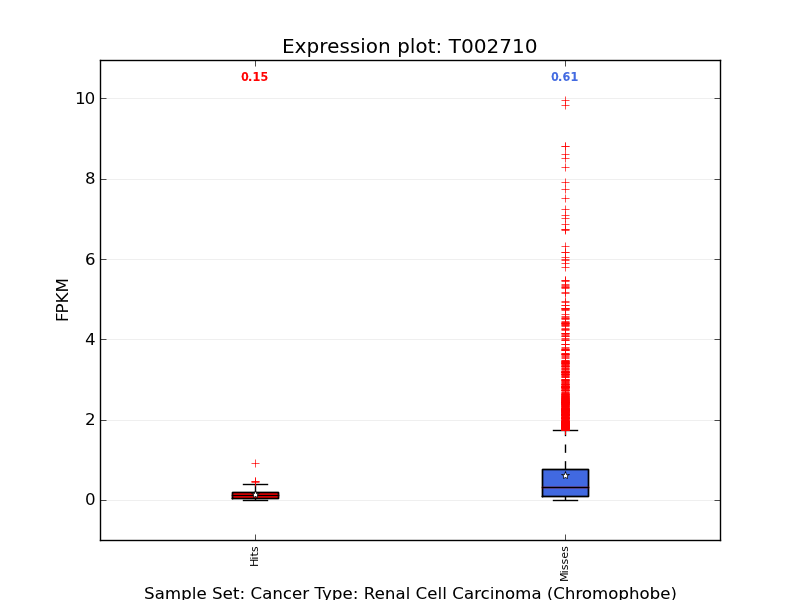 Expression plot: T002710
0.15 0.61
10
8
6
4
2
0
FPKM
Hits Misses
Sample Set: Cancer Type: Renal Cell Carcinoma (Chromophobe)